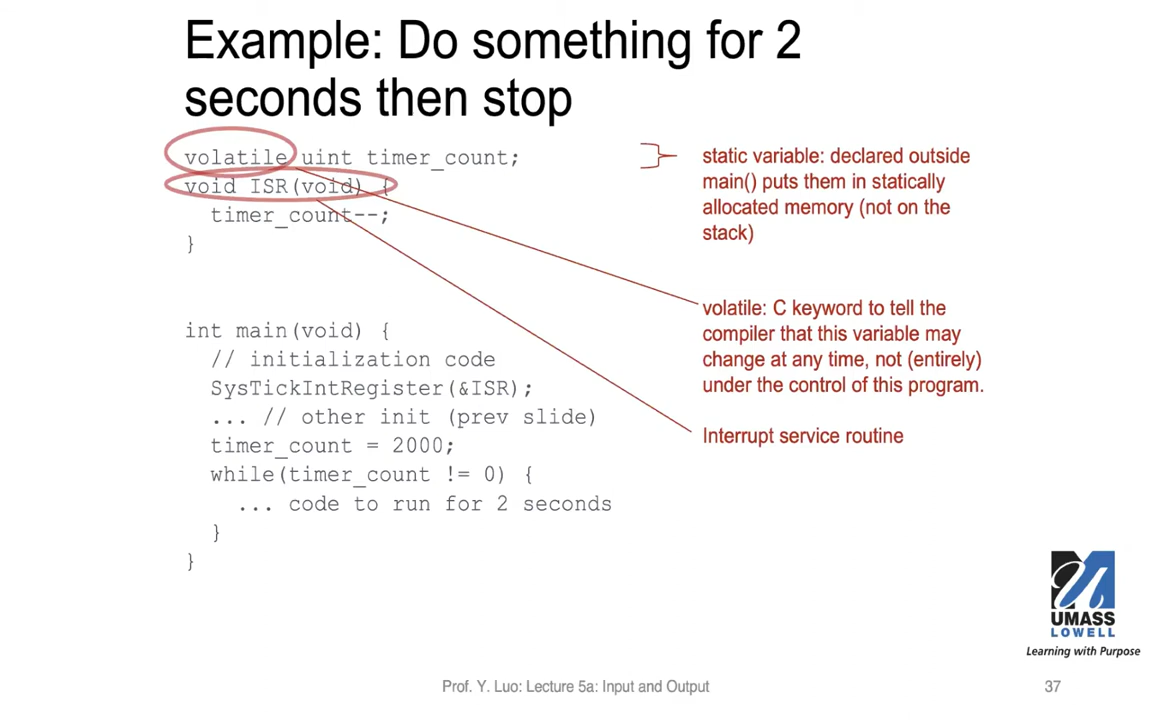 Example: Do something for 2
seconds then stop
volatile uint timer_count;
void ISR(void) {
timer_count--;
}
int main(void) {
// initialization code
SysTickIntRegister(&ISR);
... // other init (prev slide)
timer_count = 2000;
while(timer_count != 0) {
... code to run for 2 seconds
}
}
static variable: declared outside
main() puts them in statically
allocated memory (not on the
stack)
volatile: C keyword to tell the
compiler that this variable may
change at any time, not (entirely)
under the control of this program.
Interrupt service routine
UMASS
LOWELL
Learning with Purpose
Prof. Y. Luo: Lecture 5a: Input and Output
37